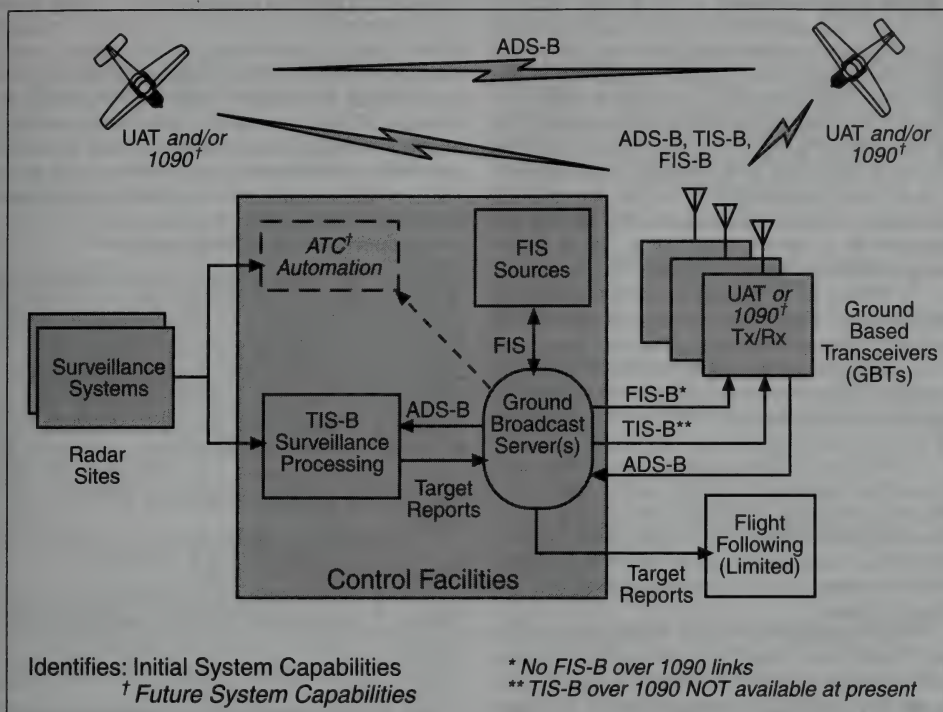 ADS-B
UAT and/or
1090†
UAT and/or
1090†
ADS-B, TIS-B,
FIS-B
ATC†
Automation
FIS
Sources
UAT or
1090†
Tx/Rx
Ground
Based
Transceivers
(GBTs)
Surveillance
Systems
Radar
Sites
FIS
TIS-B
Surveillance
Processing
ADS-B
Target
Reports
Ground
Broadcast
Server(s)
FIS-B*
TIS-B**
ADS-B
Flight
Following
(Limited)
Target
Reports
Control Facilities
Identifies: Initial System Capabilities
† Future System Capabilities
* No FIS-B over 1090 links
** TIS-B over 1090 NOT available at present